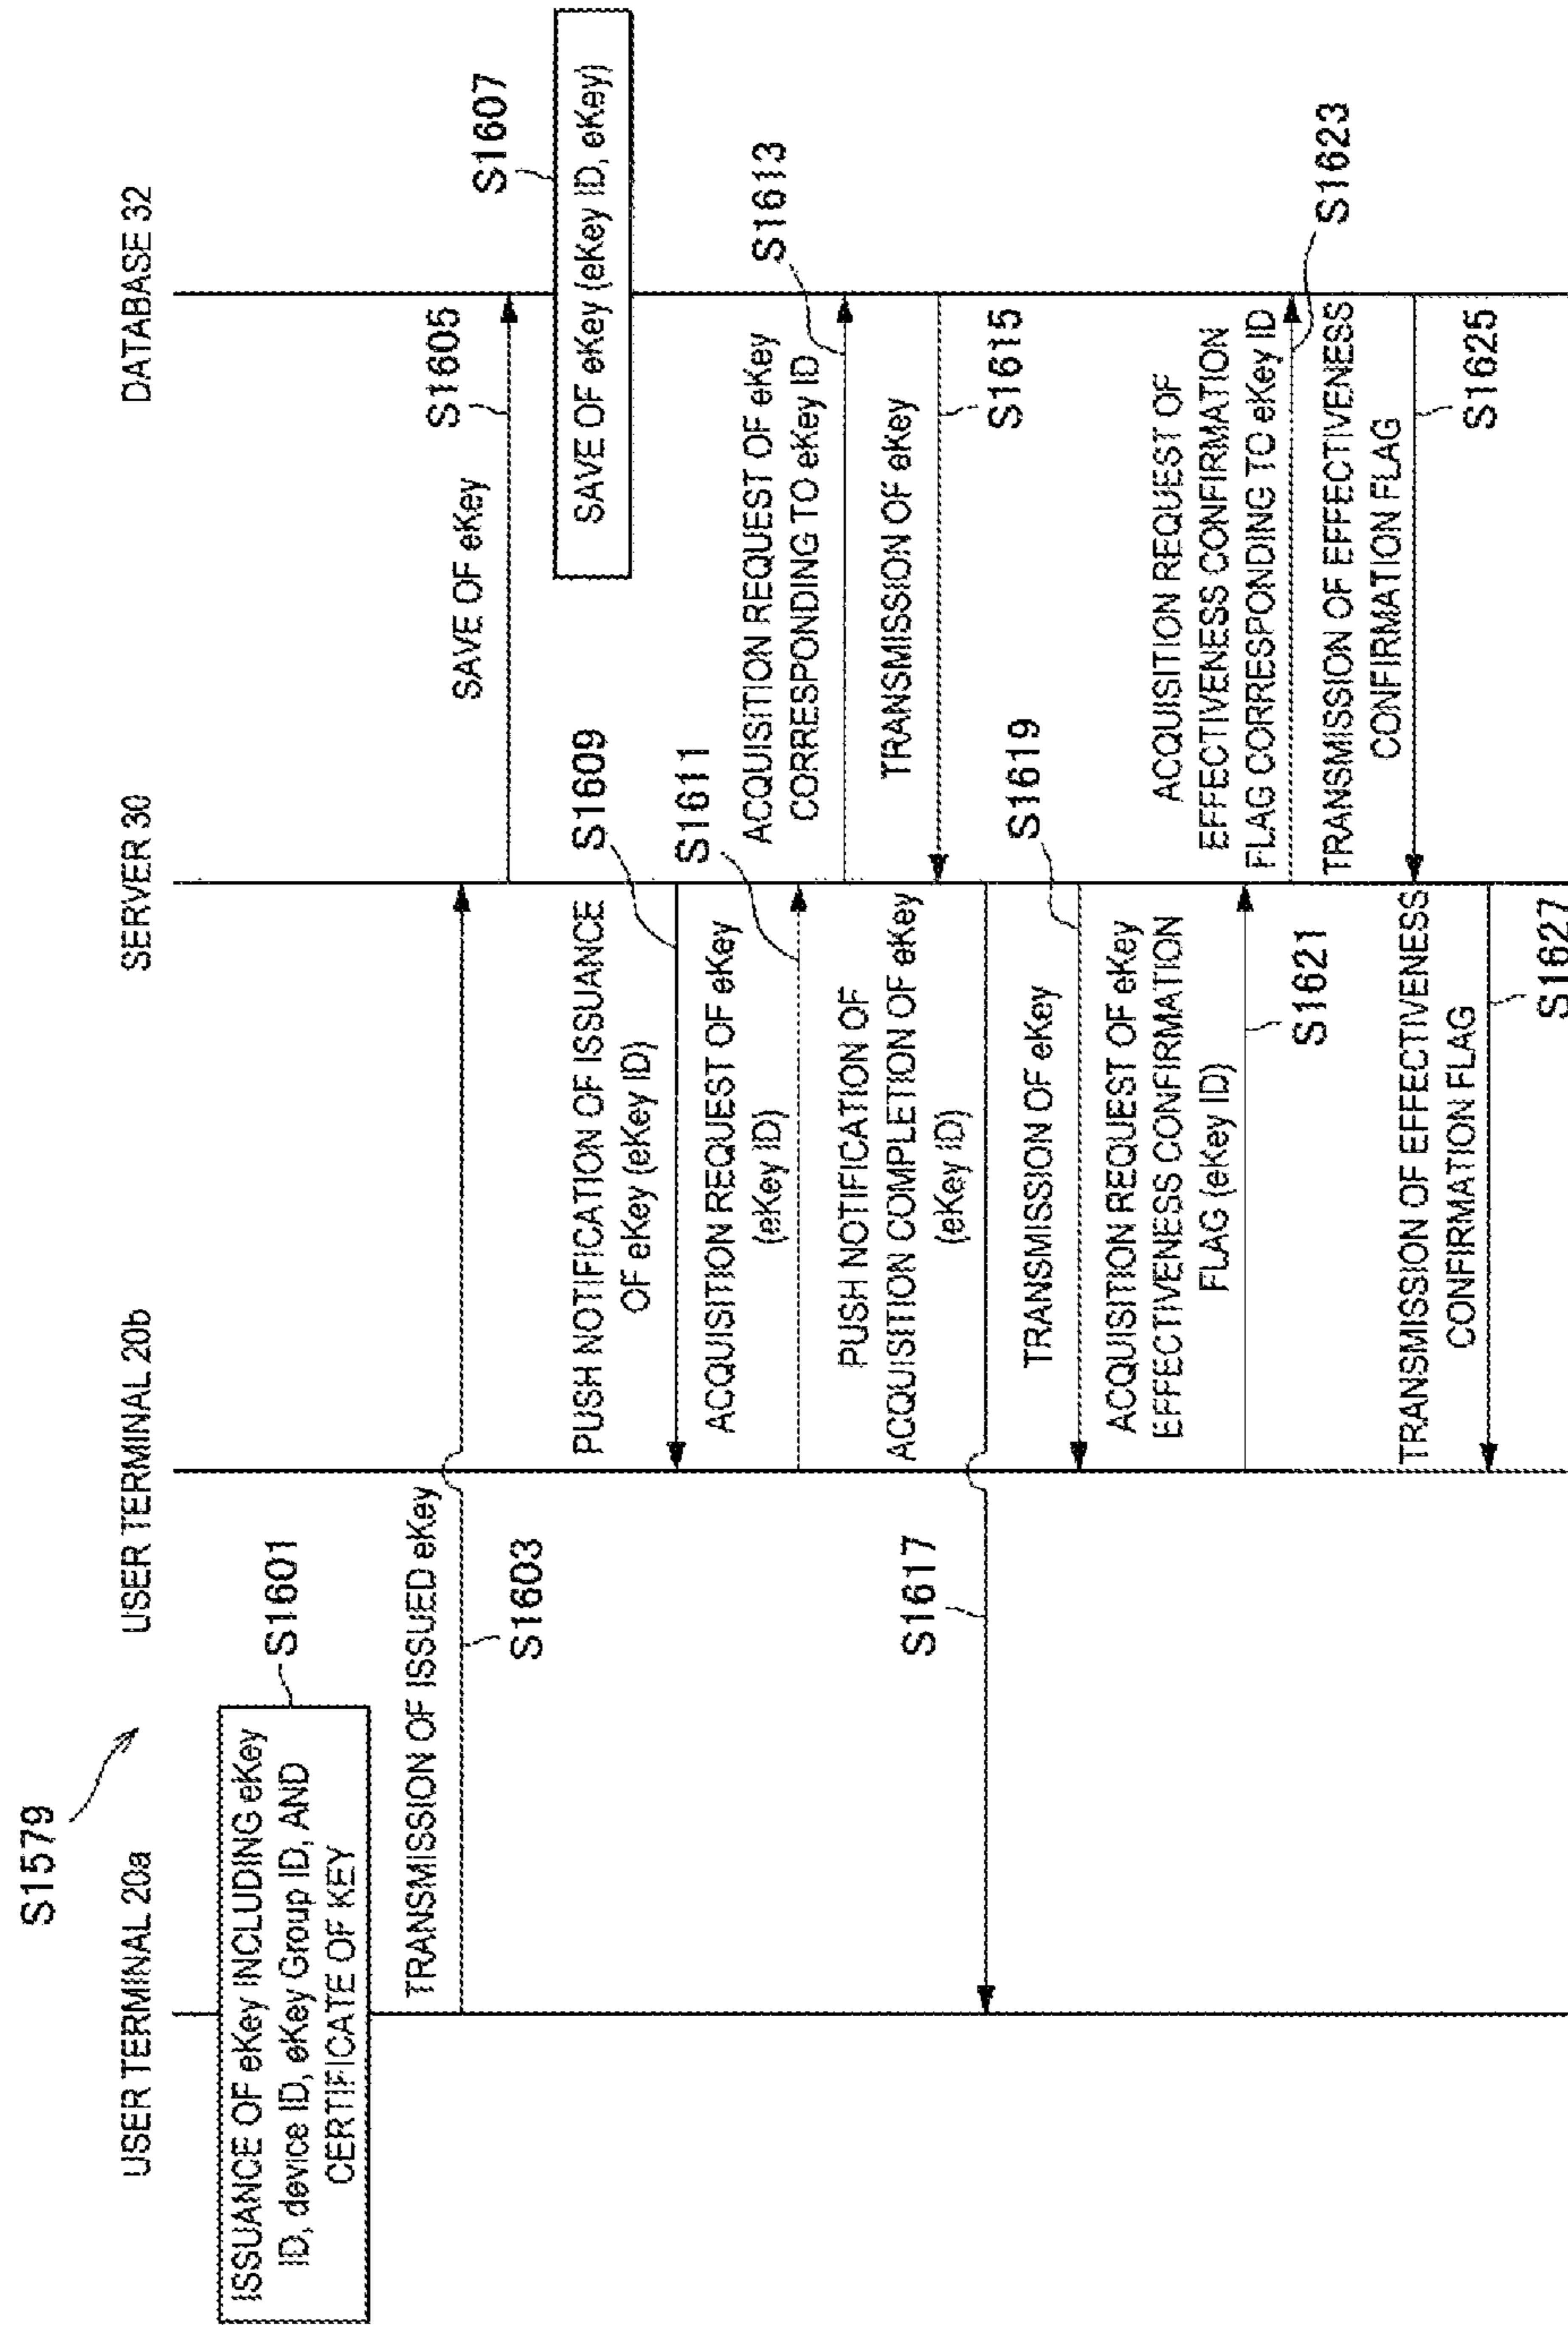 S1579
USER TERMINAL 20a
USER TERMINAL 20b
SERVER 30
DATABASE 32
ISSUANCE OF eKey INCLUDING eKey
ID, device ID, eKey Group ID, AND
CERTIFICATE OF KEY
S1601
TRANSMISSION OF ISSUED eKey
S1603
SAVE OF eKey
S1605
SAVE OF eKey (eKey ID, eKey)
S1607
PUSH NOTIFICATION OF ISSUANCE
OF eKey (eKey ID)
S1609
ACQUISITION REQUEST OF eKey
(eKey ID)
S1611
ACQUISITION REQUEST OF eKey
CORRESPONDING TO eKey ID
S1613
TRANSMISSION OF eKey
S1615
PUSH NOTIFICATION OF
ACQUISITION COMPLETION OF eKey
(eKey ID)
S1617
TRANSMISSION OF eKey
S1619
ACQUISITION REQUEST OF eKey
EFFECTIVENESS CONFIRMATION
FLAG (eKey ID)
S1621
ACQUISITION REQUEST OF
EFFECTIVENESS CONFIRMATION
FLAG CORRESPONDING TO eKey ID
S1623
TRANSMISSION OF EFFECTIVENESS
CONFIRMATION FLAG
S1625
TRANSMISSION OF EFFECTIVENESS
CONFIRMATION FLAG
S1627